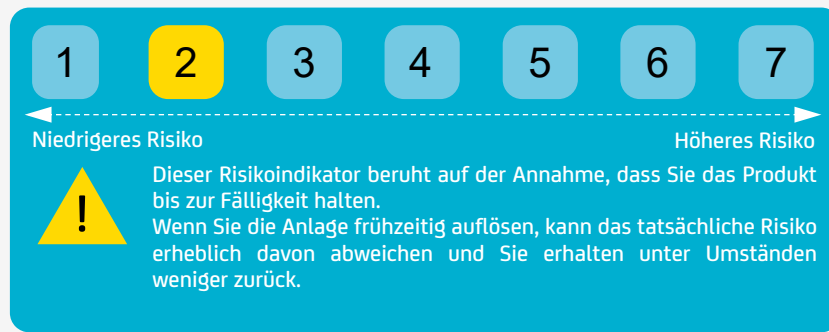 1 2 3 4 5 6 7
Niedrigeres Risiko Höheres Risiko
!
Dieser Risikoindikator beruht auf der Annahme, dass Sie das Produkt
bis zur Fälligkeit halten.
Wenn Sie die Anlage frühzeitig auflösen, kann das tatsächliche Risiko
erheblich davon abweichen und Sie erhalten unter Umständen
weniger zurück.